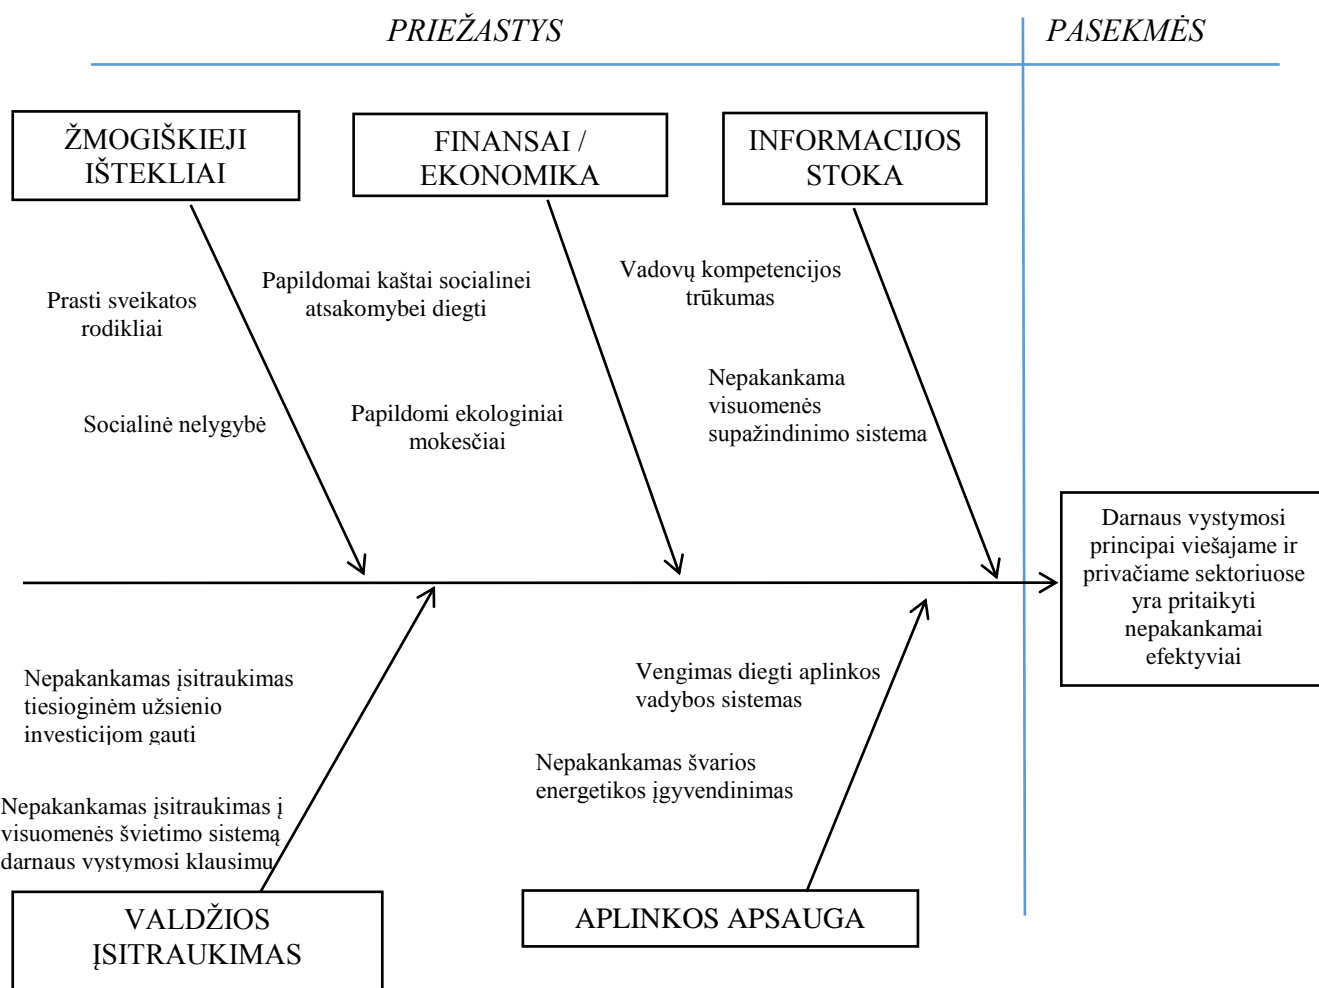 PRIEŽASTYS
PASEKMĖS
ŽMOGIŠKIEJI
IŠTEKLIAI
FINANSAI /
EKONOMIKA
INFORMACIJOS
STOKA
Prasti sveikatos
rodikliai
Socialinė nelygybė
Papildomai kaštai socialinei
atsakomybei diegti
Papildomi ekologiniai
mokesčiai
Vadovų kompetencijos
trūkumas
Nepakankama
visuomenės
supažindinimo sistema
Darnaus vystymosi
principai viešajame ir
privačiame sektoriuose
yra pritaikyti
nepakankamai
efektyviai
Nepakankamas įsitraukimas
tiesioginėm užsienio
investicijom gauti
Nepakankamas įsitraukimas į
visuomenės švietimo sistemą
darnaus vystymosi klausimu
Vengimas diegti aplinkos
vadybos sistemas
Nepakankamas švarios
energetikos įgyvendinimas
VALDŽIOS
ĮSITRAUKIMAS
APLINKOS APSAUGA